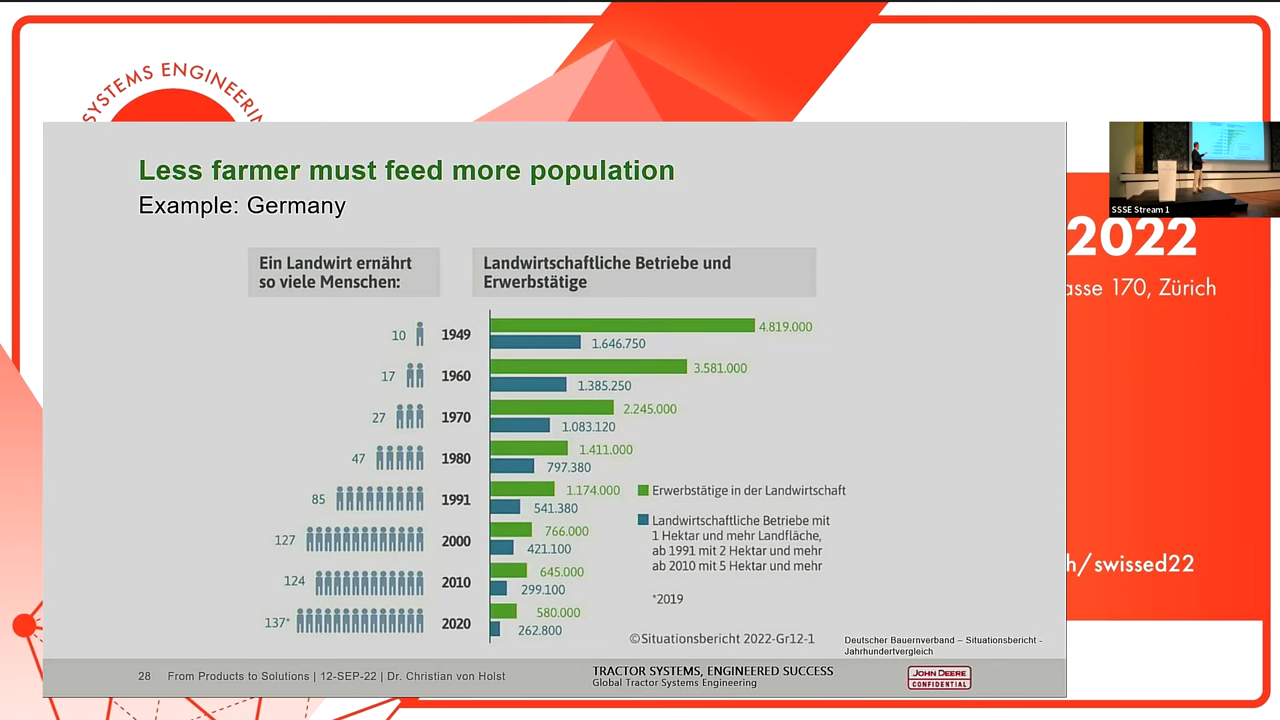 SYSTEMS ENGINEERIN
Less farmer must feed more population
Example: Germany
Ein Landwirt ernährt
so viele Menschen:
Landwirtschaftliche Betriebe und
Erwerbstätige
10 1949 4.819.000
1.646.750
17 1960 3.581.000
1.385.250
27 1970 2.245.000
1.083.120
47 1980 1.411.000
797.380
85 1991 1.174.000
541.380
127 2000 766.000
421.100
124 2010 645.000
299.100
137* 2020 580.000
262.800
Erwerbstätige in der Landwirtschaft
Landwirtschaftliche Betriebe mit
1 Hektar und mehr Landfläche,
ab 1991 mit 2 Hektar und mehr
ab 2010 mit 5 Hektar und mehr
*2019
©Situationsbericht 2022-Gr12-1
Deutscher Bauernverband – Situationsbericht -
Jahrhundertvergleich
28 From Products to Solutions | 12-SEP-22 | Dr. Christian von Holst
TRACTOR SYSTEMS, ENGINEERED SUCCESS
Global Tractor Systems Engineering
JOHN DEERE
CONFIDENTIAL
SSSE Stream 1
2022
asse 170, Zürich
h/swissed22